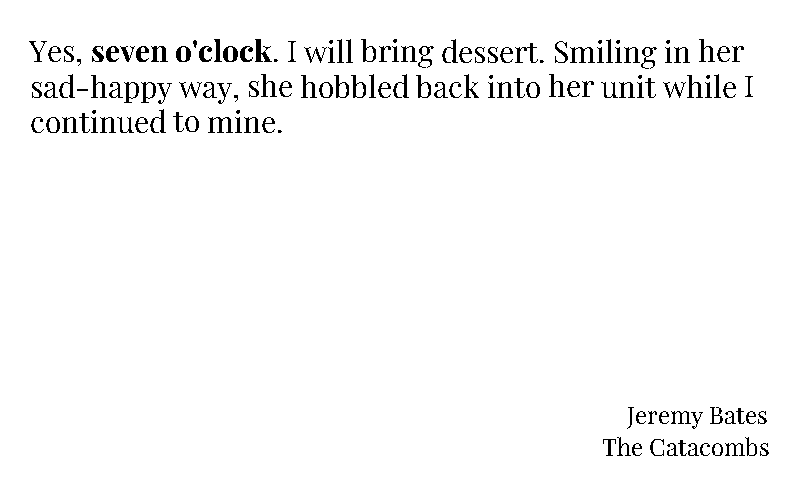 Yes, seven o'clock. I will bring dessert. Smiling in her
sad-happy way, she hobbled back into her unit while I
continued to mine.
Jeremy Bates
The Catacombs